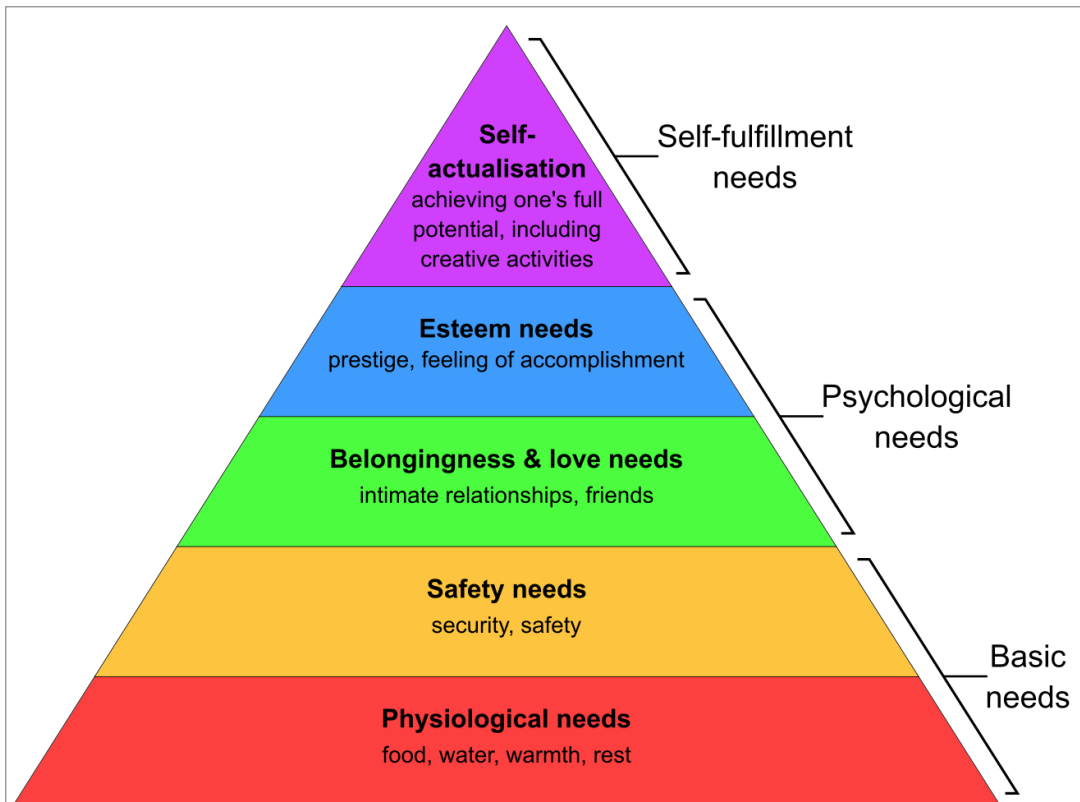 Self-
actualisation
achieving one's full
potential, including
creative activities
Self-fulfillment
needs
Esteem needs
prestige, feeling of accomplishment
Psychological
needs
Belongingness & love needs
intimate relationships, friends
Safety needs
security, safety
Basic
needs
Physiological needs
food, water, warmth, rest